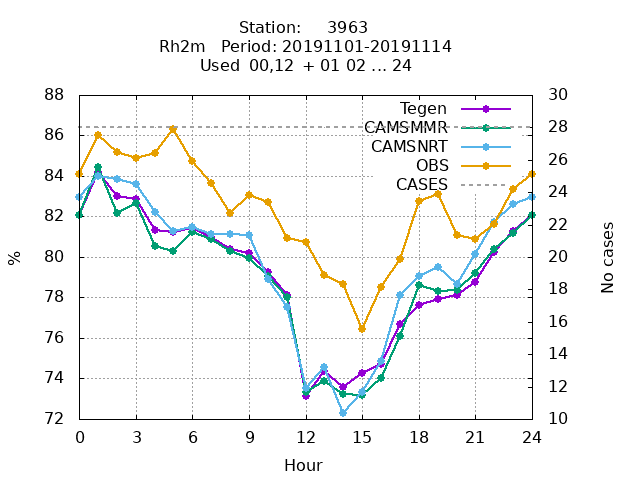 Station: 3963
Rh2m Period: 20191101-20191114
Used 00,12 + 01 02 ... 24
88 30
Tegen
CAMSMMR 28
86
CAMSNRT
26
OBS
84
CASES 24
82 22
80 20
78 18
16
76
14
74 12
72 10
%
No cases
0 3 6 9 12 15 18 21 24
Hour